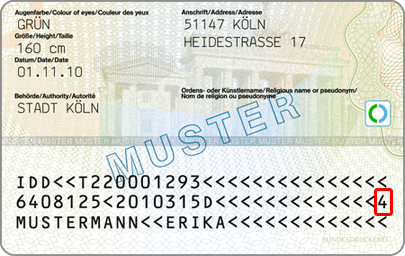 Augenfarbe/Colour of eyes/Couleur des yeux
GRÜN
Größe/Height/Taille
160 cm
Datum/Date/Date
01.11.10
Behörde/Authority/Autorité
STADT KÖLN
Anschrift/Address/Adresse
51147 KÖLN
HEIDESTRASSE 17
Ordens- oder Künstlername/Religious name or pseudonym/
Nom de religion ou pseudonyme
MUSTER
IDD<<T220001293<<<<<<<<<<<<<<<
6408125<2010315D<<<<<<<<<<<<<4
MUSTERMANN<<ERIKA<<<<<<<<<<<<<
BUNDESDRUCKEREI